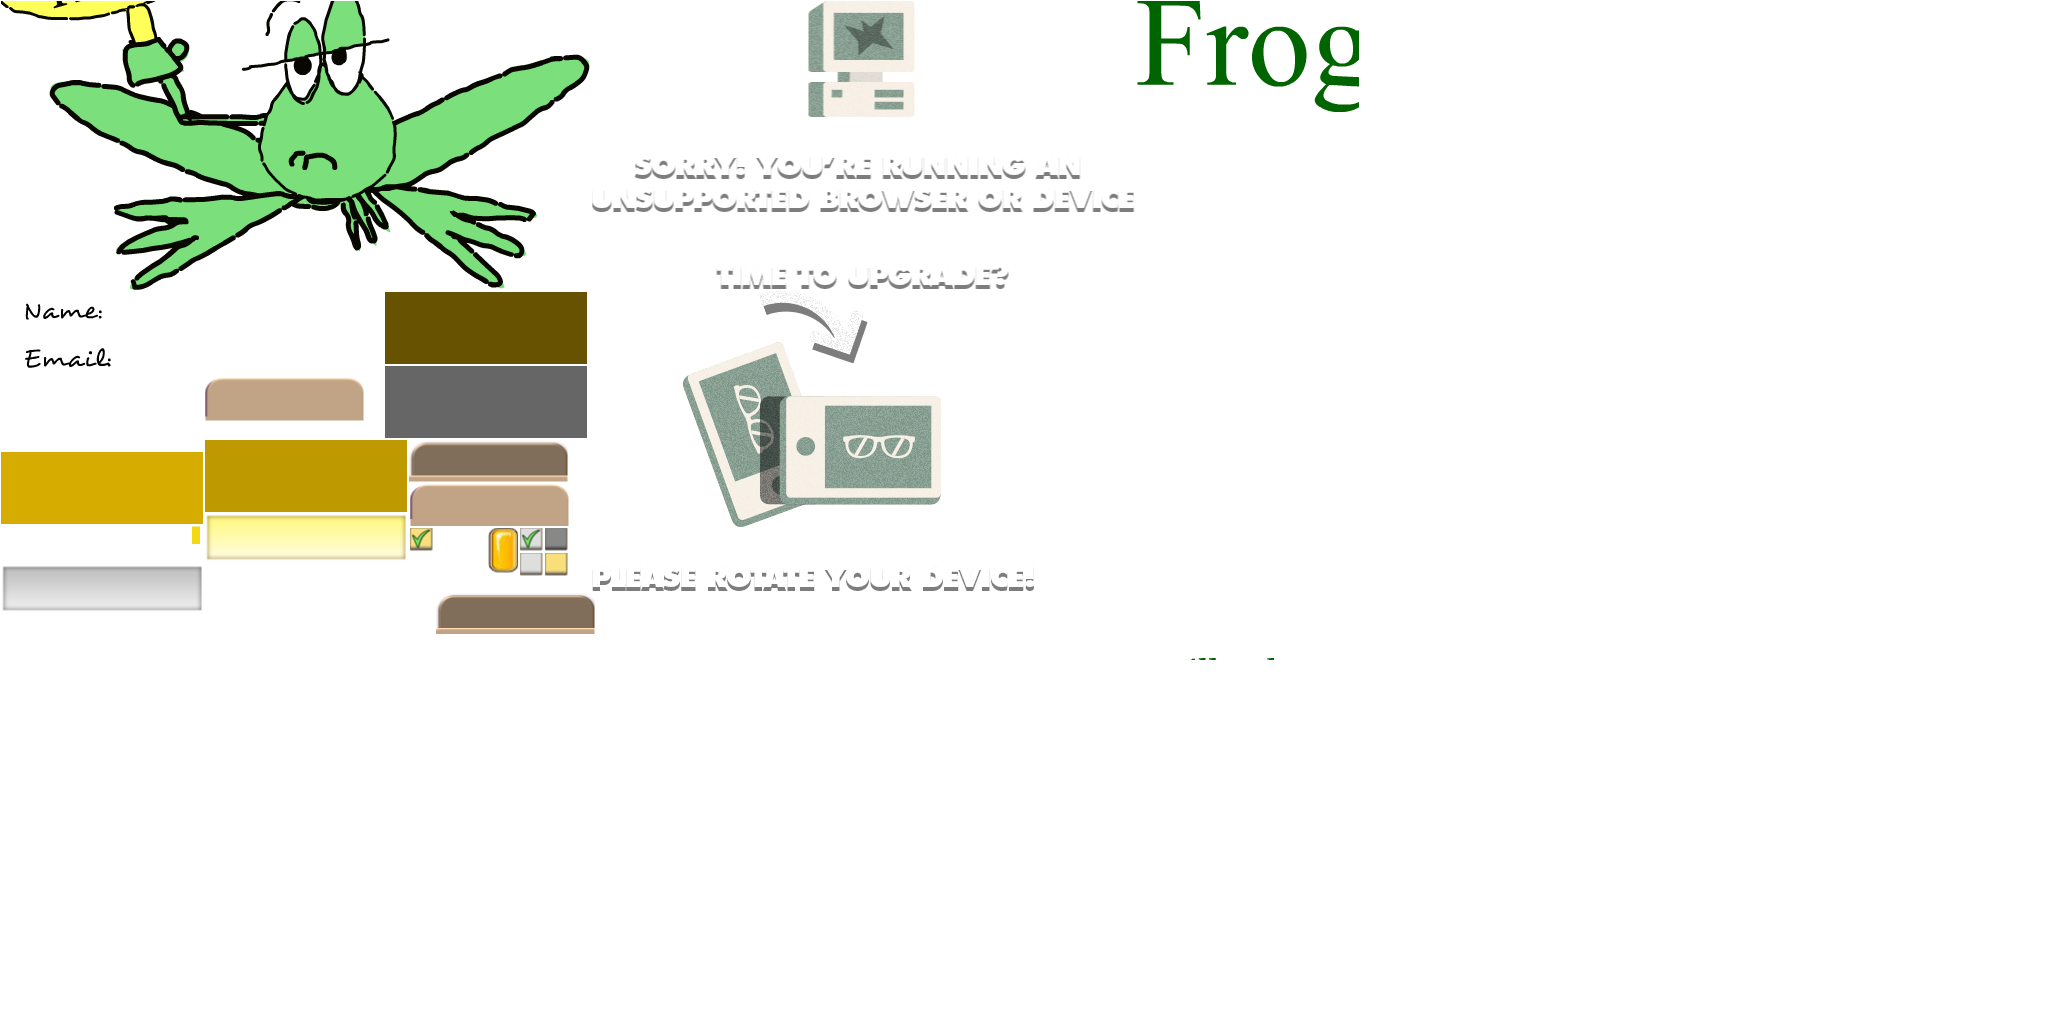 Frog
SORRY! YOU'RE RUNNING AN
UNSUPPORTED BROWSER OR DEVICE
TIME TO UPGRADE?
Name:
Email:
PLEASE ROTATE YOUR DEVICE!